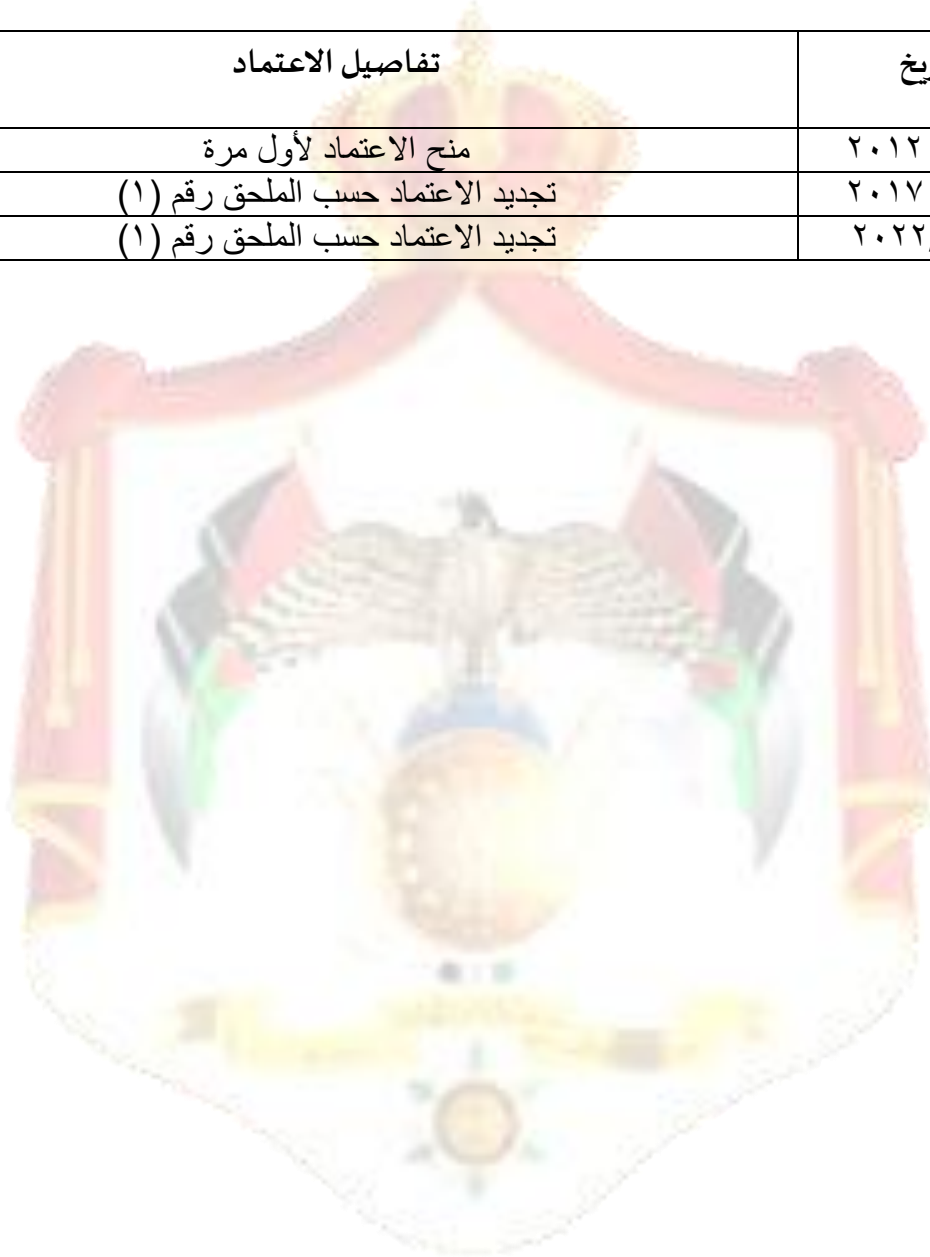 تفاصيل الاعتماد
منح الاعتماد لأول مرة ٢٠١٢
تجديد الاعتماد حسب الملحق رقم (١) ٢٠١٧
تجديد الاعتماد حسب الملحق رقم (١) ٢٠٢٢